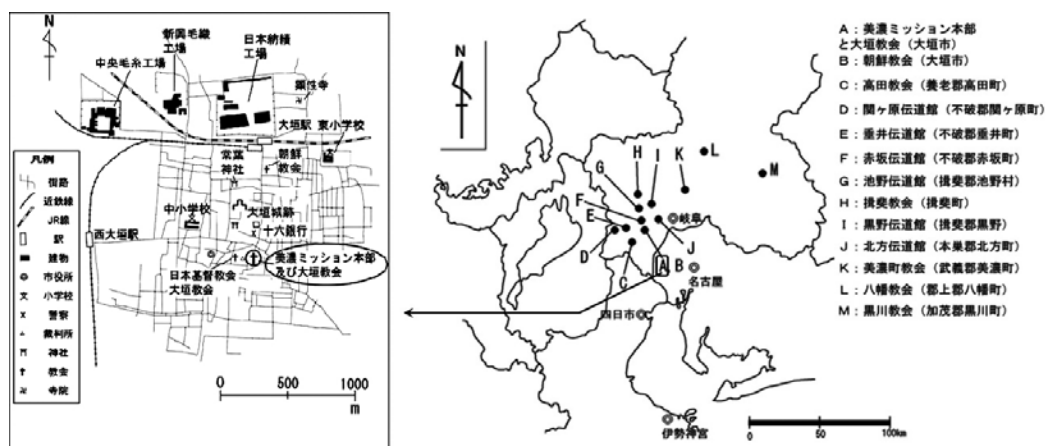 N
新興毛織
工場
日本紡績
工場
中央毛糸工場
顕性寺
卍
大垣駅 東小学校
常葉
神社
朝鮮
教会
凡例
街路
近鉄線
JR線
駅
建物
市役所
小学校
警察
裁判所
神社
教会
寺院
中小学校
大垣城跡
十六銀行
西大垣駅
日本基督教会
大垣教会
美濃ミッション本部
及び大垣教会
0 500 1000
m
N
H I K L M
G
F
E
D
C
A
B
J
岐阜
名古屋
四日市
伊勢神宮
0 50 100km
A:美濃ミッション本部
と大垣教会(大垣市)
B:朝鮮教会(大垣市)
C:高田教会(養老郡高田町)
D:関ヶ原伝道館(不破郡関ヶ原町)
E:垂井伝道館(不破郡垂井町)
F:赤坂伝道館(不破郡赤坂町)
G:池野伝道館(揖斐郡池野村)
H:揖斐教会(揖斐町)
I:黒野伝道館(揖斐郡黒野)
J:北方伝道館(本巣郡北方町)
K:美濃町教会(武義郡美濃町)
L:八幡教会(郡上郡八幡町)
M:黒川教会(加茂郡黒川町)